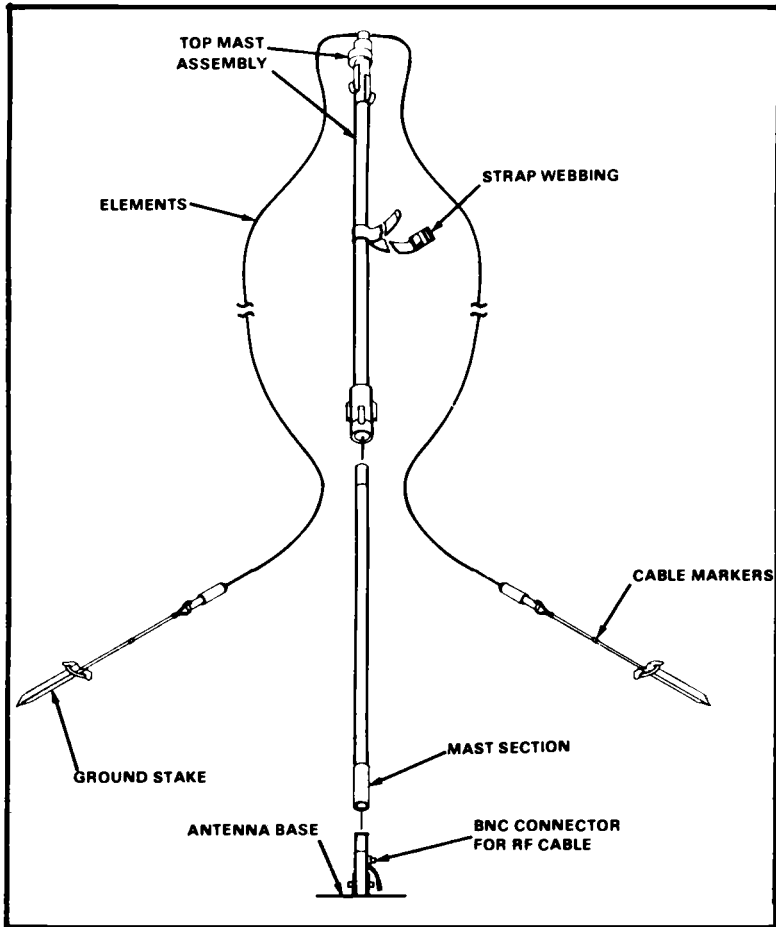 TOP MAST
ASSEMBLY
STRAP WEBBING
ELEMENTS
CABLE MARKERS
GROUND STAKE
MAST SECTION
ANTENNA BASE
BNC CONNECTOR
FOR RF CABLE